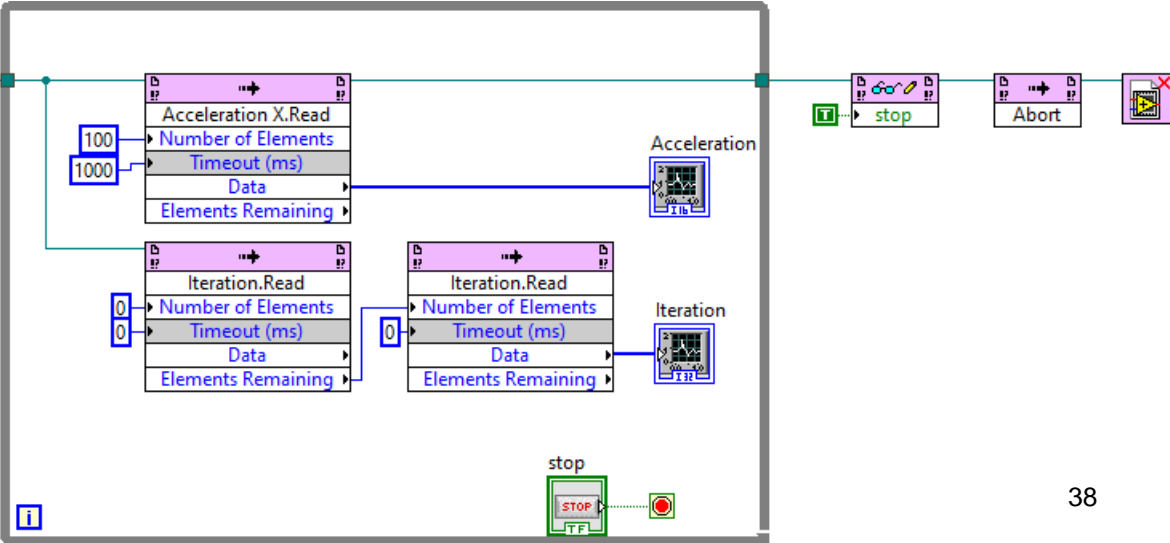 Acceleration X.Read
100
Number of Elements
1000
Timeout (ms)
Data
Elements Remaining
Acceleration
I16
T
stop
Abort
Iteration.Read
0
Number of Elements
0
Timeout (ms)
Data
Elements Remaining
Iteration.Read
Number of Elements
0
Timeout (ms)
Data
Elements Remaining
Iteration
I32
stop
STOP
TF
i
38